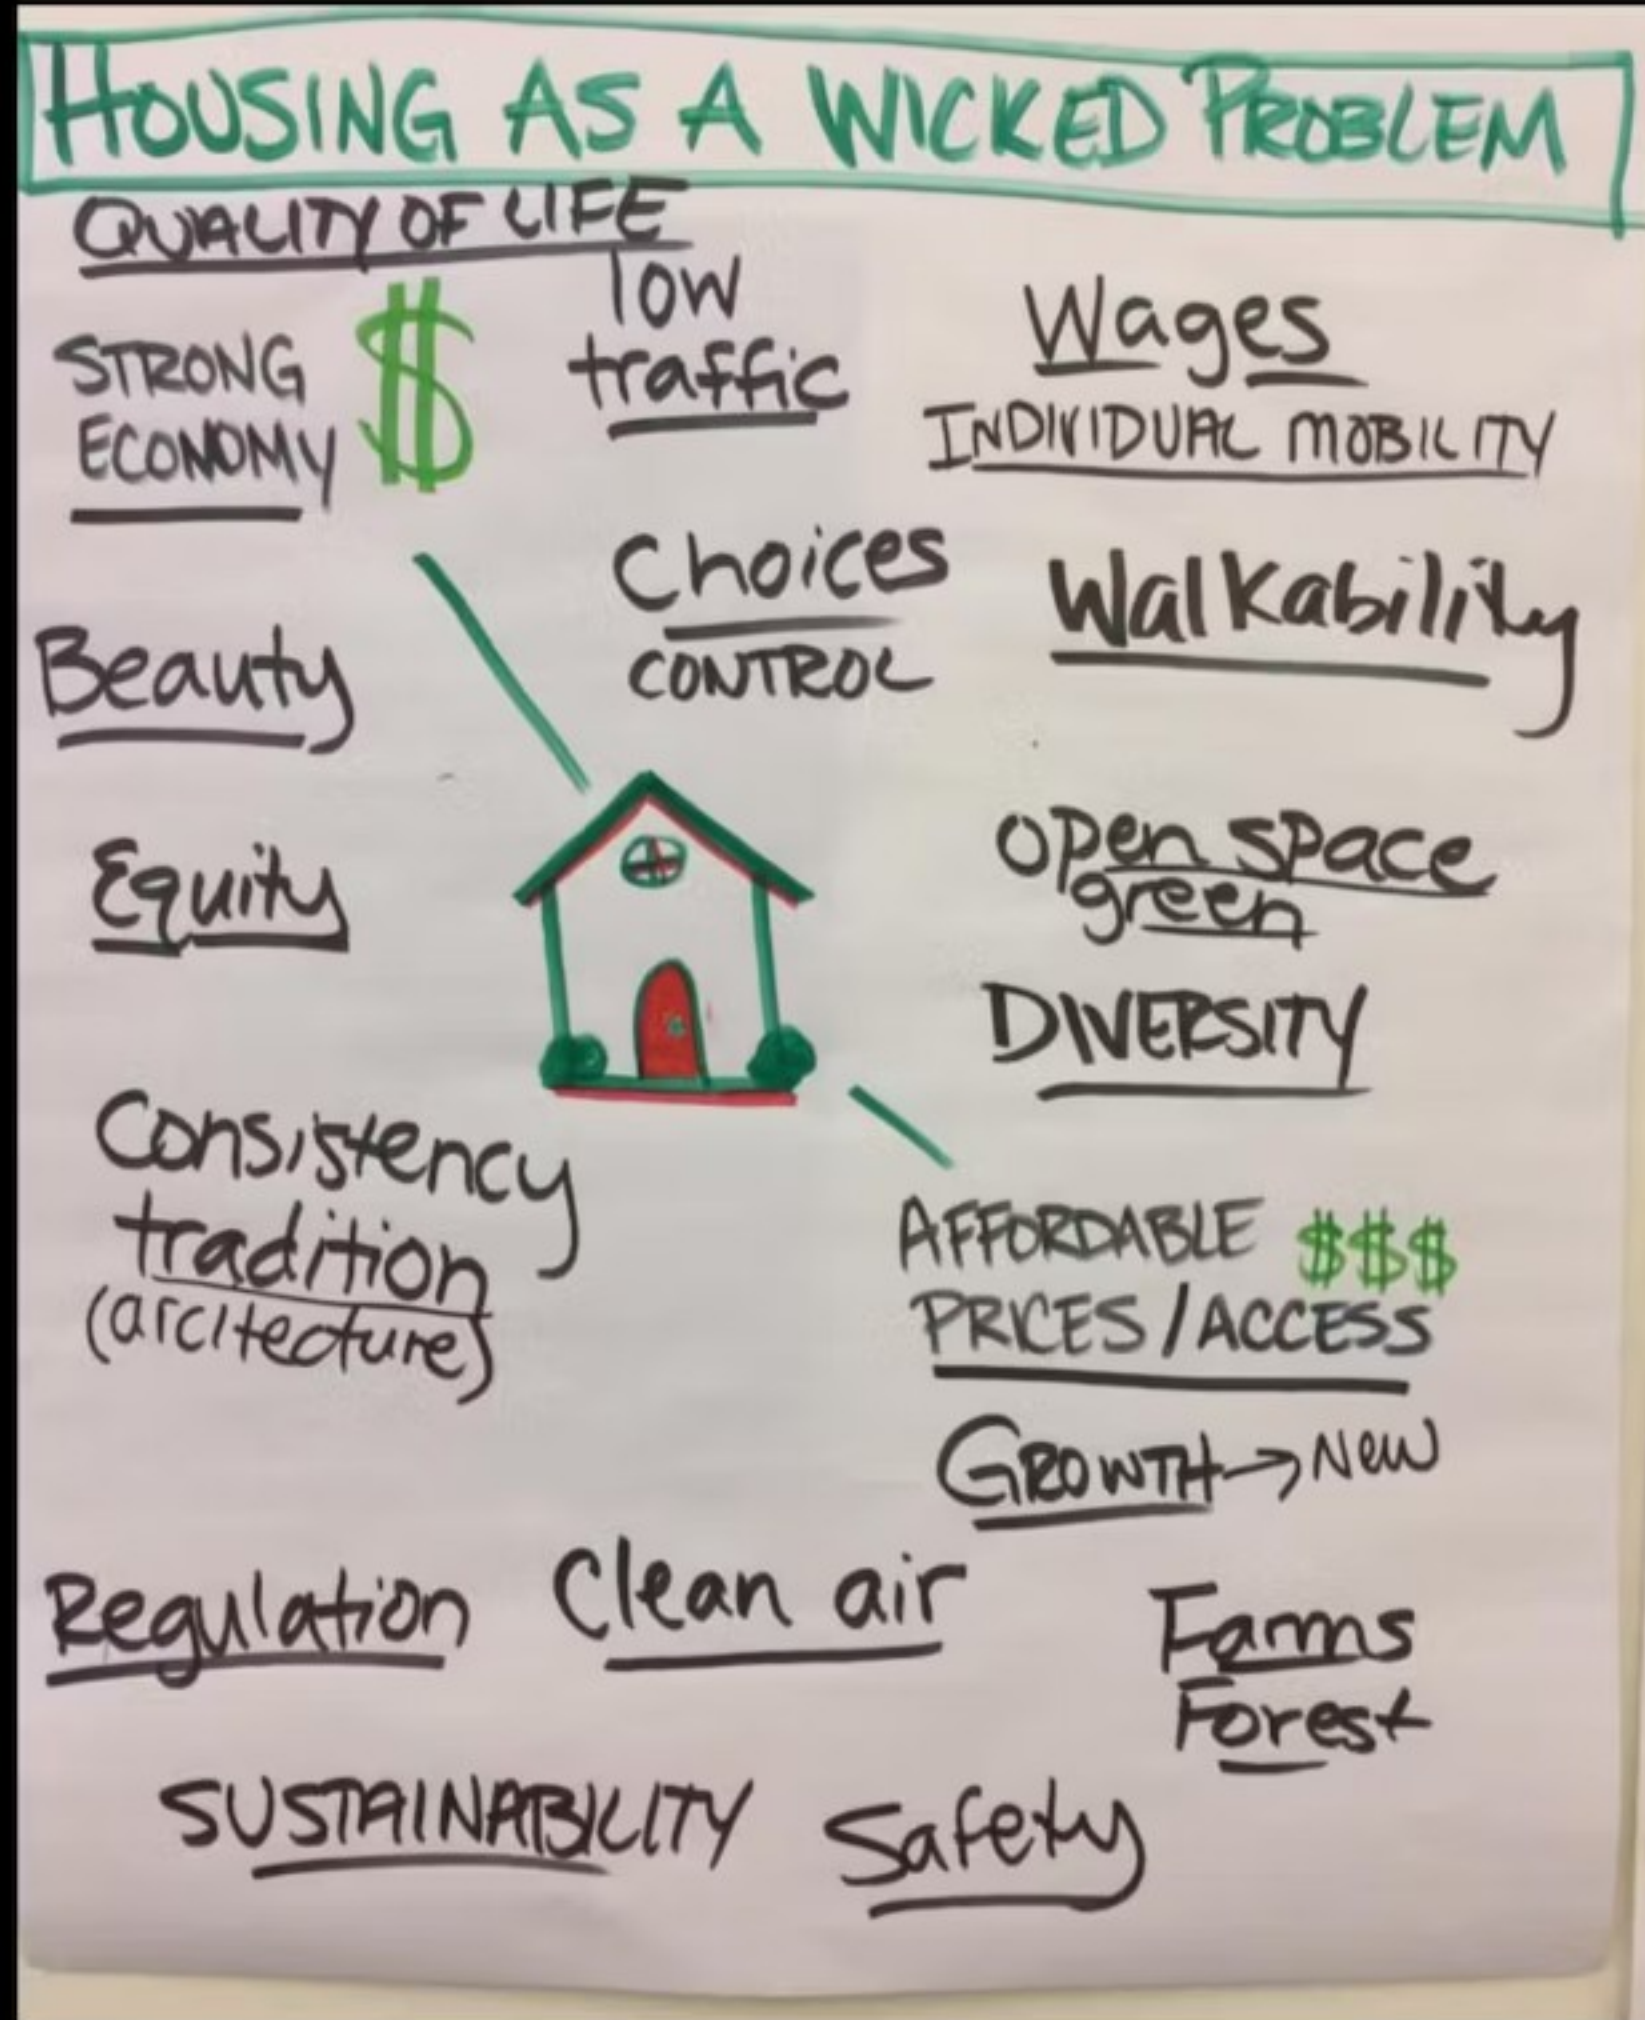 HOUSING AS A WICKED PROBLEM
QUALITY OF LIFE
STRONG
ECONOMY
$
low
traffic
Wages
INDIVIDUAL MOBILITY
Choices
CONTROL
Walkability
Beauty
Equity
open space
green
DIVERSITY
Consistency
tradition
(arcitecture)
AFFORDABLE $$$
PRICES/ACCESS
GROWTH→New
Regulation
Clean air
Farms
Forest
SUSTAINABILITY
Safety